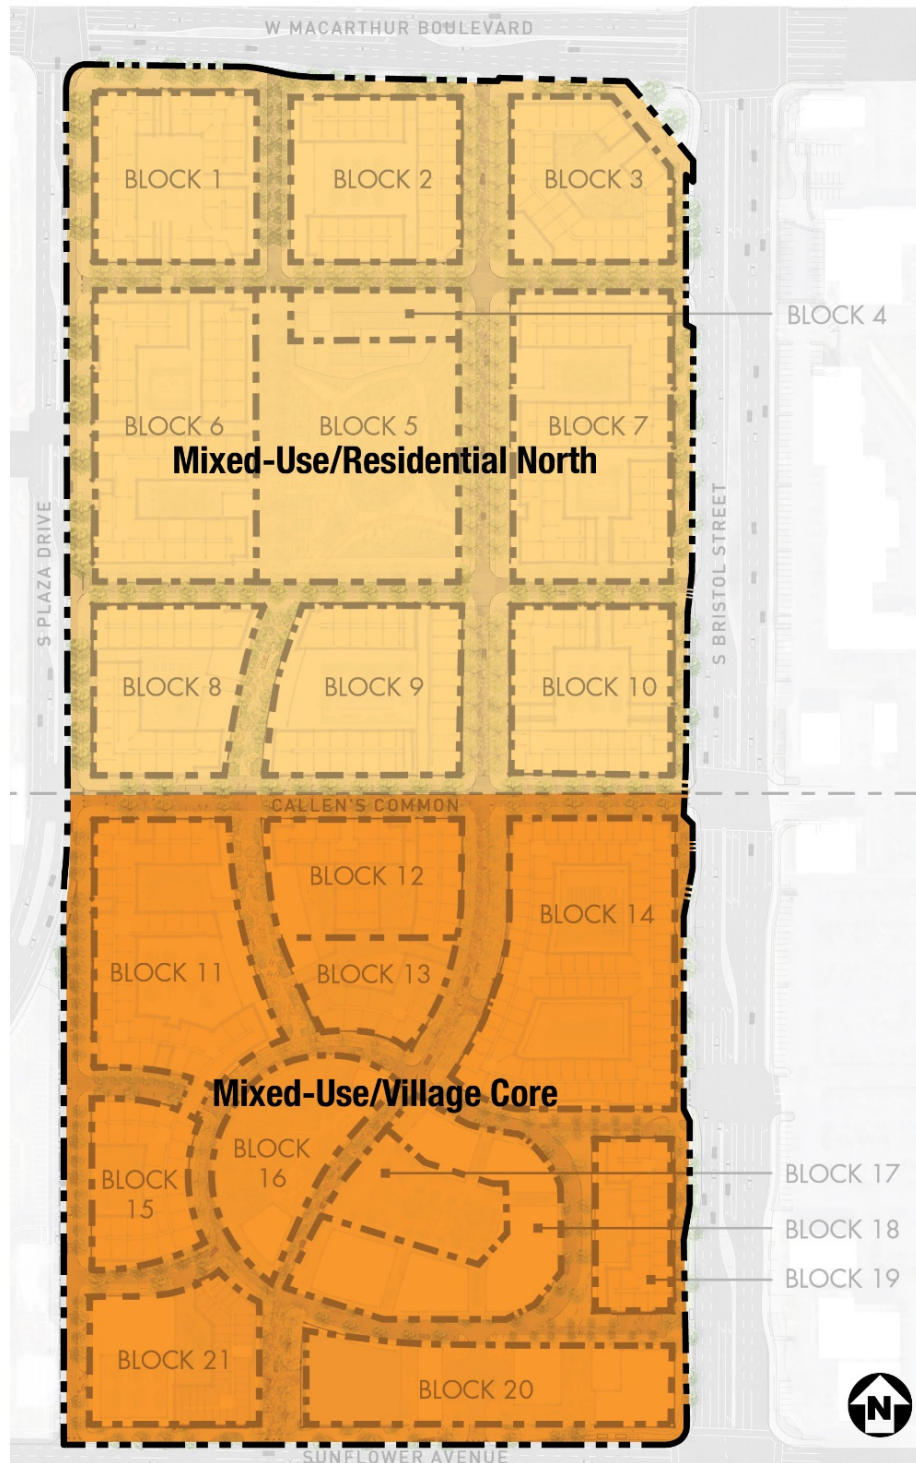 W MACARTHUR BOULEVARD
BLOCK 1
BLOCK 2
BLOCK 3
BLOCK 4
BLOCK 6
BLOCK 5
BLOCK 7
Mixed-Use/Residential North
S PLAZA DRIVE
S BRISTOL STREET
BLOCK 8
BLOCK 9
BLOCK 10
CALLEN'S COMMON
BLOCK 12
BLOCK 14
BLOCK 11
BLOCK 13
Mixed-Use/Village Core
BLOCK
16
BLOCK
15
BLOCK 17
BLOCK 18
BLOCK 19
BLOCK 21
BLOCK 20
N
SUNFLOWER AVENUE